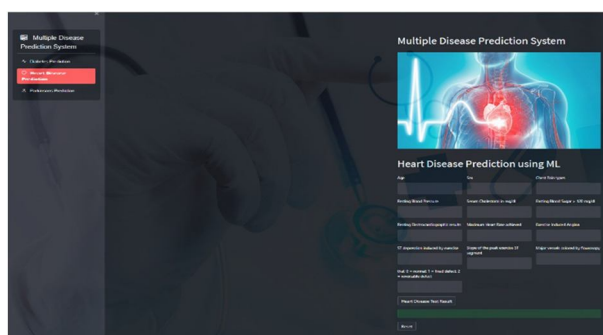 Multiple Disease
Prediction System
Diabetes Prediction
Heart Disease
Prediction
Parkinsons Prediction
Multiple Disease Prediction System
Heart Disease Prediction using ML
Age
Sex
Chest Pain types
Resting Blood Pressure
Serum Cholestoral in mg/dl
Fasting Blood Sugar > 120 mg/dl
Resting Electrocardiographic results
Maximum Heart Rate achieved
Exercise Induced Angina
ST depression induced by exercise
Slope of the peak exercise ST
segment
Major vessels colored by flourosopy
thal: 0 = normal; 1 = fixed defect; 2
= reversable defect
Heart Disease Test Result